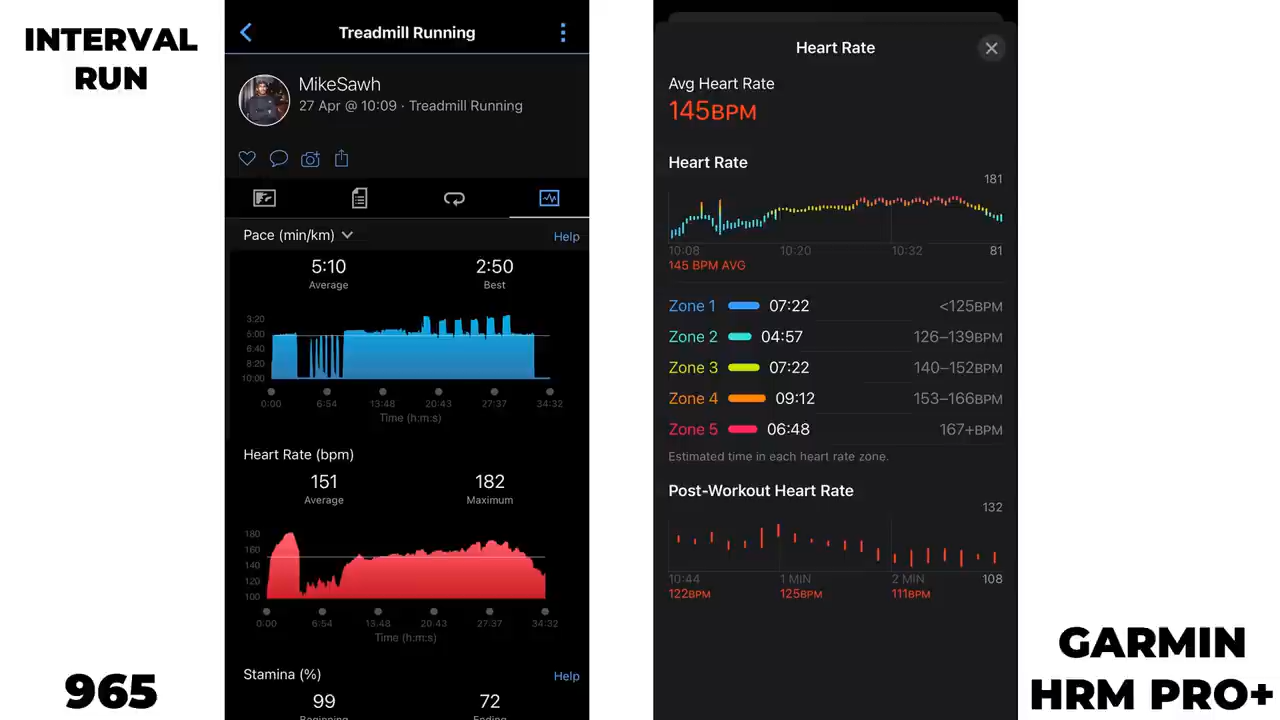 INTERVAL
RUN
Treadmill Running
MikeSawh
27 Apr @ 10:09 · Treadmill Running
Pace (min/km)
Help
5:10
2:50
Average
Best
3:20
5:00
6:40
8:20
10:00
0:00
6:54
13:48
20:43
27:37
34:32
Time (h:m:s)
Heart Rate (bpm)
151
182
Average
Maximum
180
160
140
120
100
0:00
6:54
13:48
20:43
27:37
34:32
Time (h:m:s)
Stamina (%)
Help
99
72
Beginning
Ending
965
Heart Rate
Avg Heart Rate
145BPM
Heart Rate
181
10:08
10:20
10:32
81
145 BPM AVG
Zone 1 07:22 <125BPM
Zone 2 04:57 126–139BPM
Zone 3 07:22 140–152BPM
Zone 4 09:12 153–166BPM
Zone 5 06:48 167+BPM
Estimated time in each heart rate zone.
Post-Workout Heart Rate
132
10:44
1 MIN
2 MIN
108
122BPM
125BPM
111BPM
GARMIN
HRM PRO+